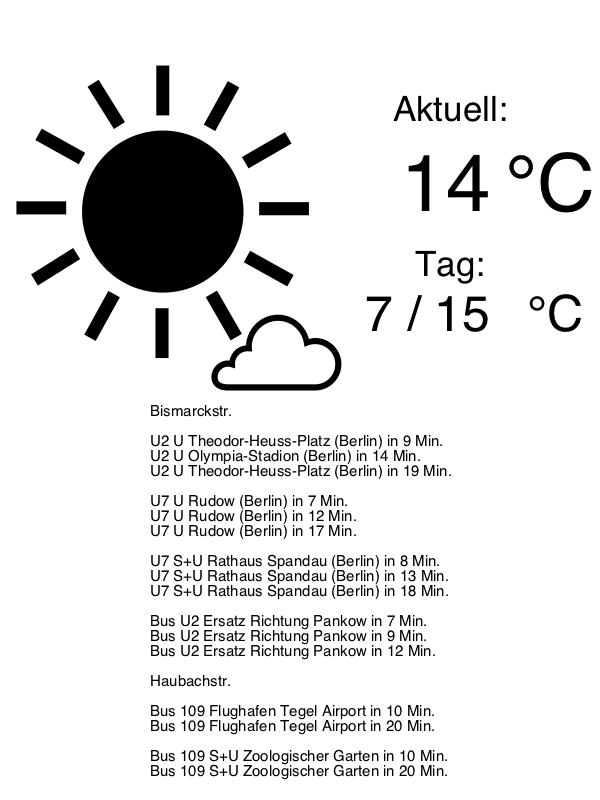 Aktuell:
14 °C
Tag:
7 / 15 °C
Bismarckstr.
U2 U Theodor-Heuss-Platz (Berlin) in 9 Min.
U2 U Olympia-Stadion (Berlin) in 14 Min.
U2 U Theodor-Heuss-Platz (Berlin) in 19 Min.
U7 U Rudow (Berlin) in 7 Min.
U7 U Rudow (Berlin) in 12 Min.
U7 U Rudow (Berlin) in 17 Min.
U7 S+U Rathaus Spandau (Berlin) in 8 Min.
U7 S+U Rathaus Spandau (Berlin) in 13 Min.
U7 S+U Rathaus Spandau (Berlin) in 18 Min.
Bus U2 Ersatz Richtung Pankow in 7 Min.
Bus U2 Ersatz Richtung Pankow in 9 Min.
Bus U2 Ersatz Richtung Pankow in 12 Min.
Haubachstr.
Bus 109 Flughafen Tegel Airport in 10 Min.
Bus 109 Flughafen Tegel Airport in 20 Min.
Bus 109 S+U Zoologischer Garten in 10 Min.
Bus 109 S+U Zoologischer Garten in 20 Min.